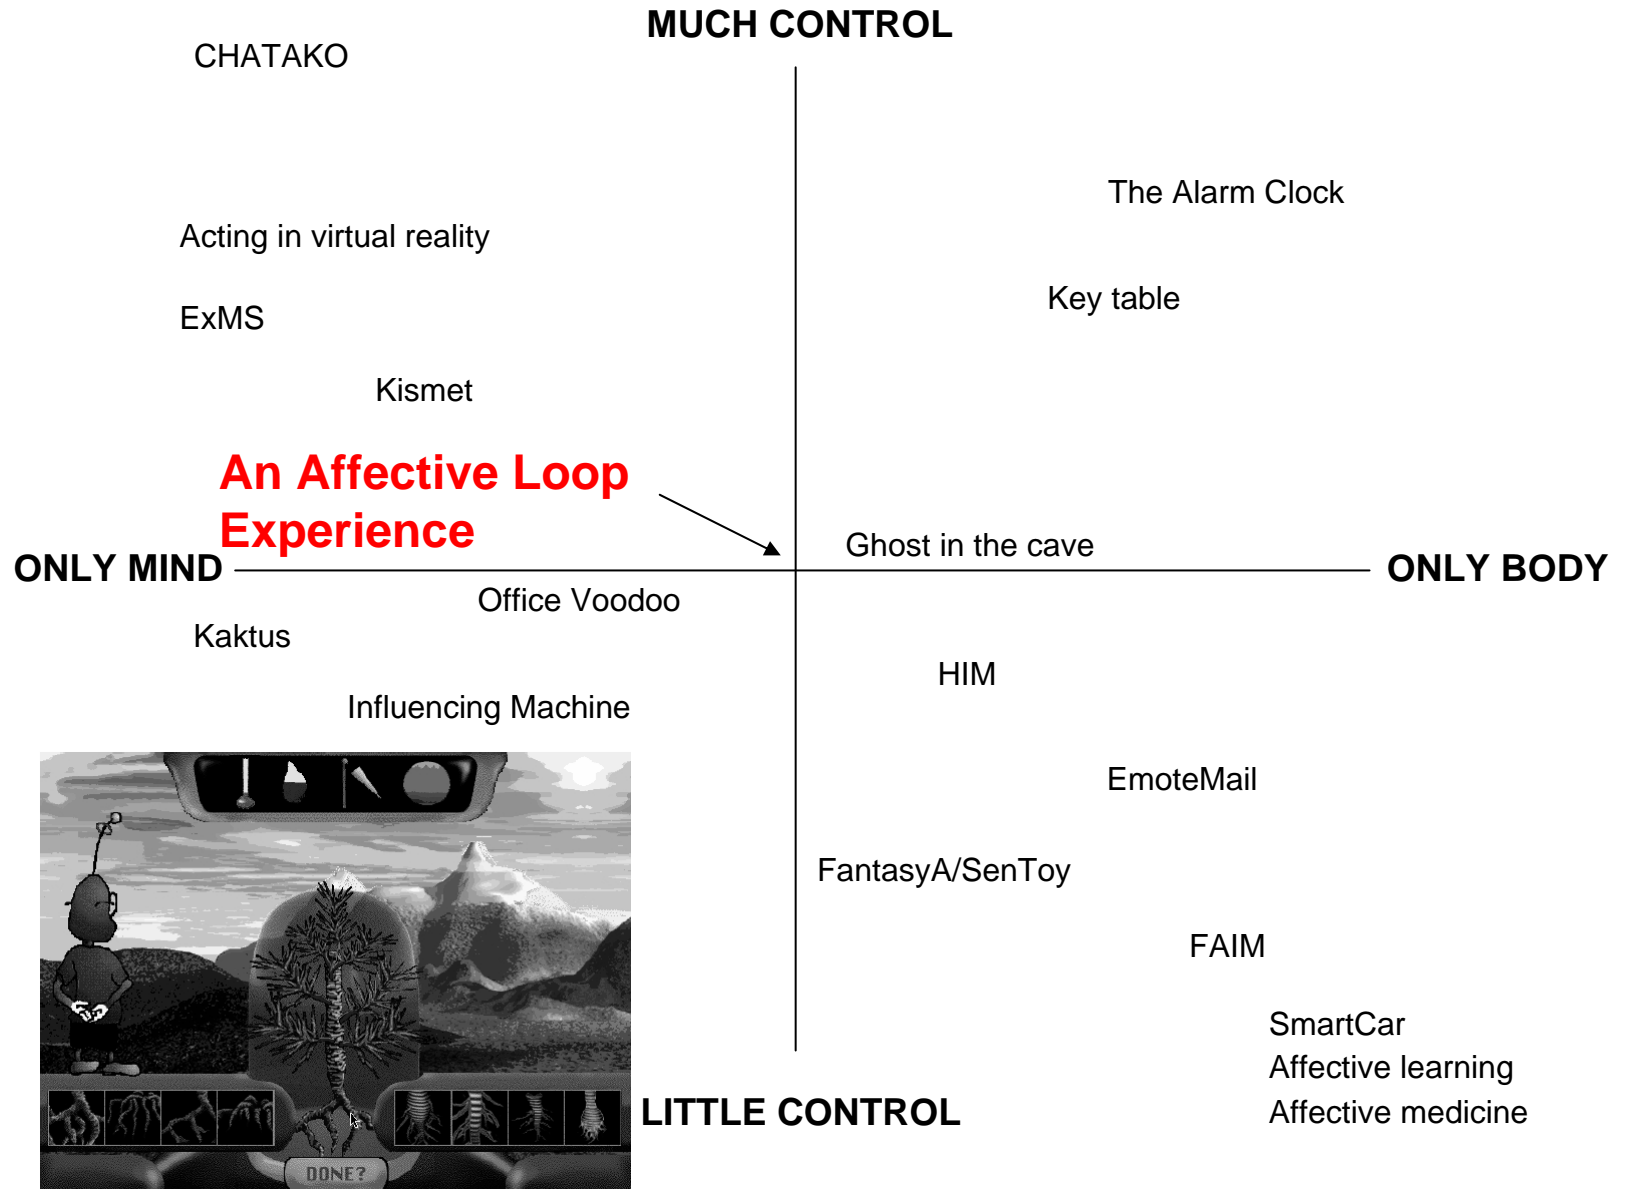 MUCH CONTROL
CHATAKO
The Alarm Clock
Acting in virtual reality
Key table
ExMS
Kismet
An Affective Loop
Experience
Ghost in the cave
ONLY MIND
ONLY BODY
Office Voodoo
Kaktus
HIM
Influencing Machine
EmoteMail
FantasyA/SenToy
FAIM
SmartCar
Affective learning
LITTLE CONTROL
Affective medicine
DONE?